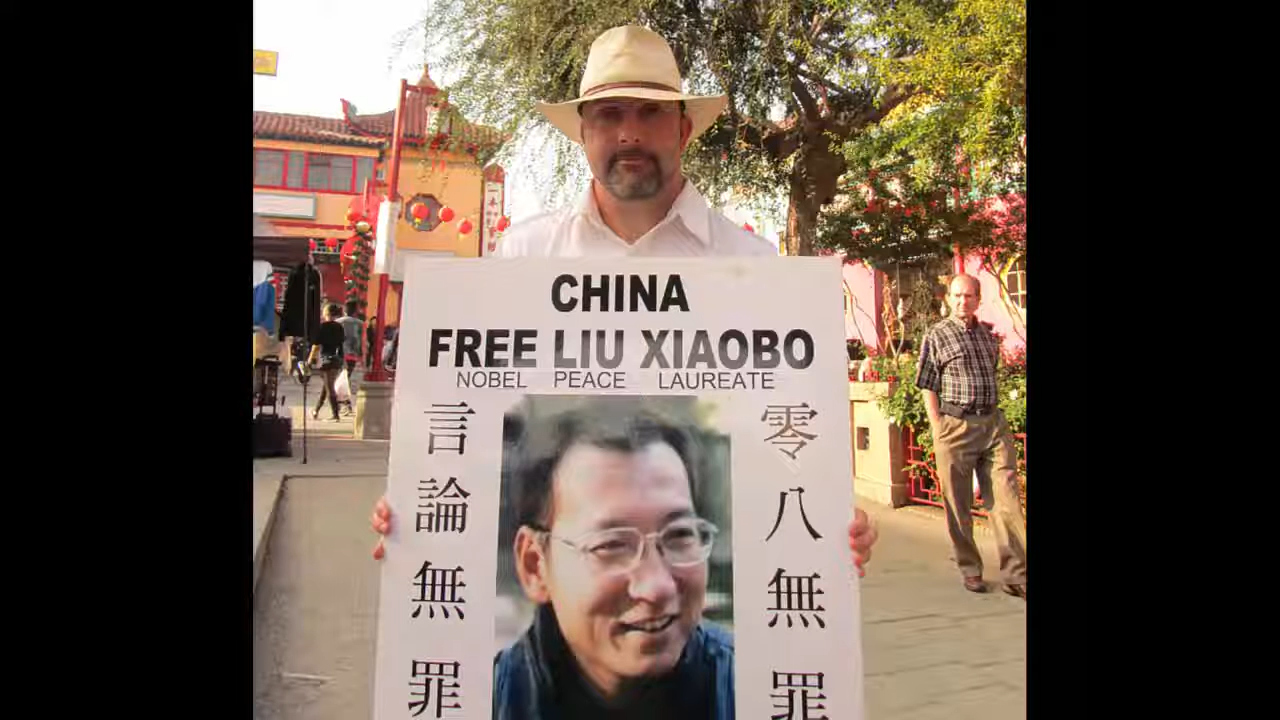 CHINA
FREE LIU XIAOBO
NOBEL PEACE LAUREATE
言論無罪
零八無罪